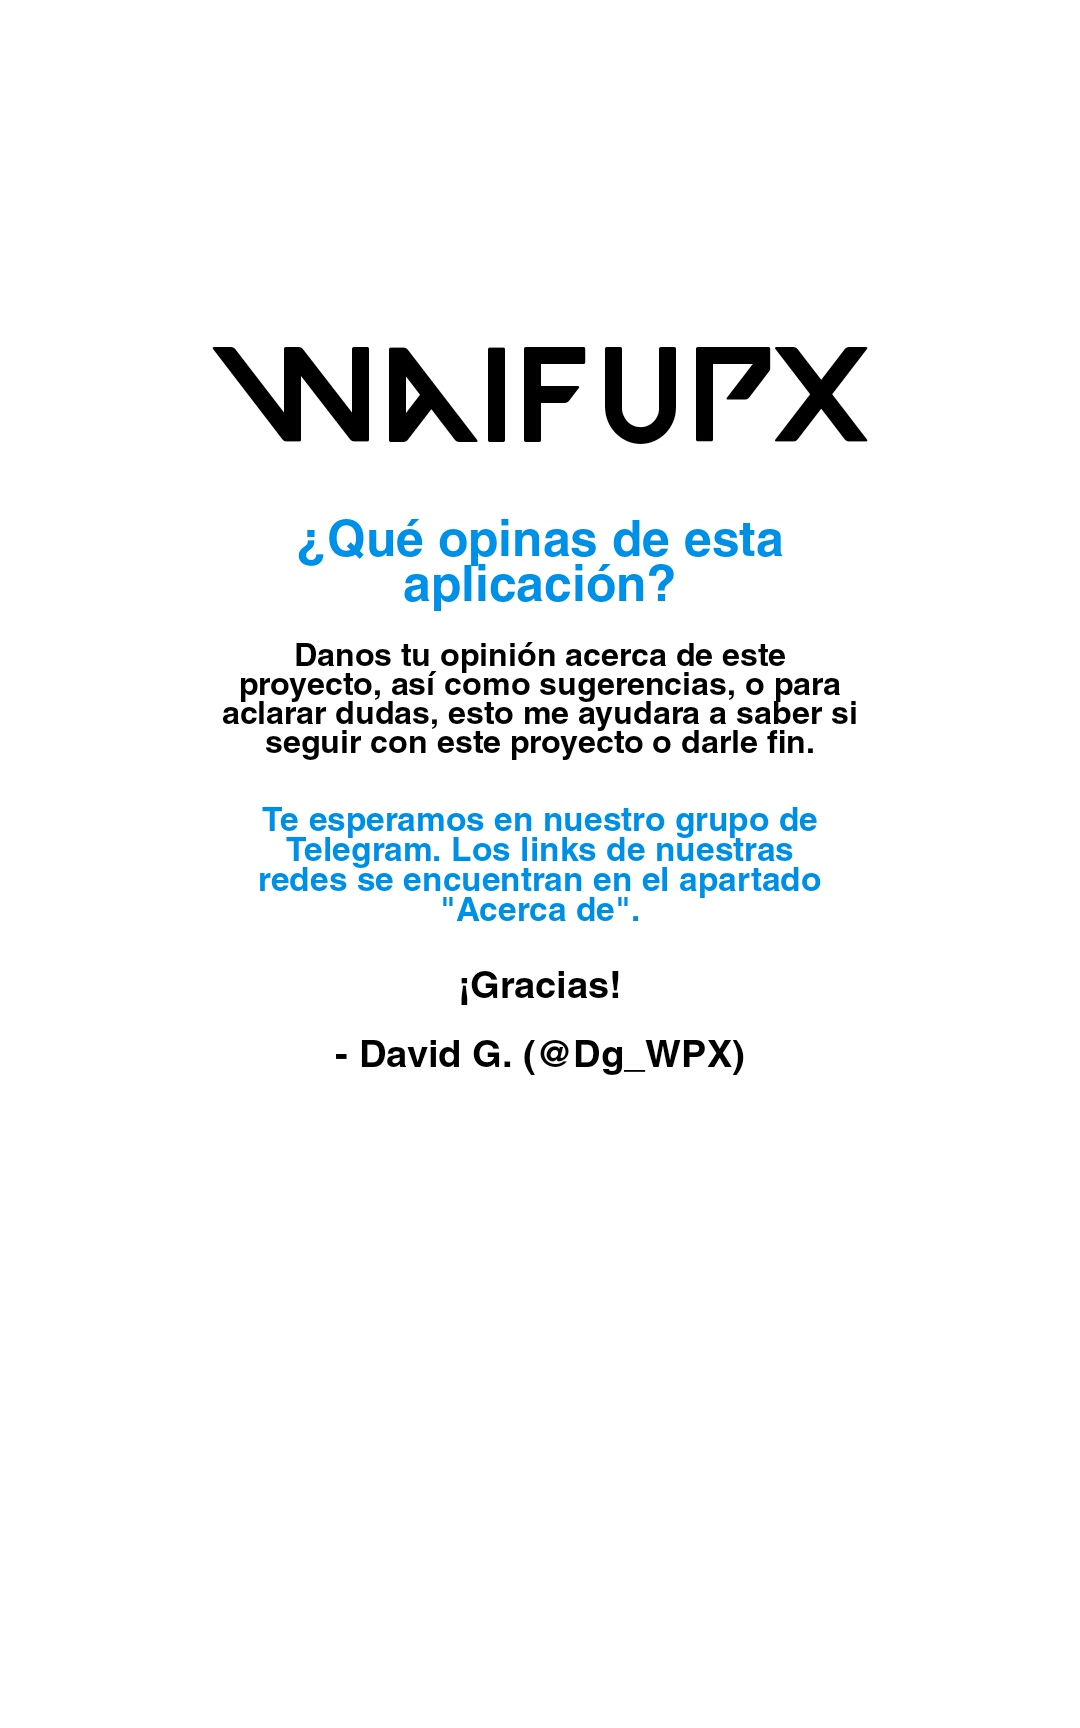 WAIFUPX
¿Qué opinas de esta
aplicación?
Danos tu opinión acerca de este
proyecto, así como sugerencias, o para
aclarar dudas, esto me ayudara a saber si
seguir con este proyecto o darle fin.
Te esperamos en nuestro grupo de
Telegram. Los links de nuestras
redes se encuentran en el apartado
"Acerca de".
¡Gracias!
- David G. (@Dg_WPX)